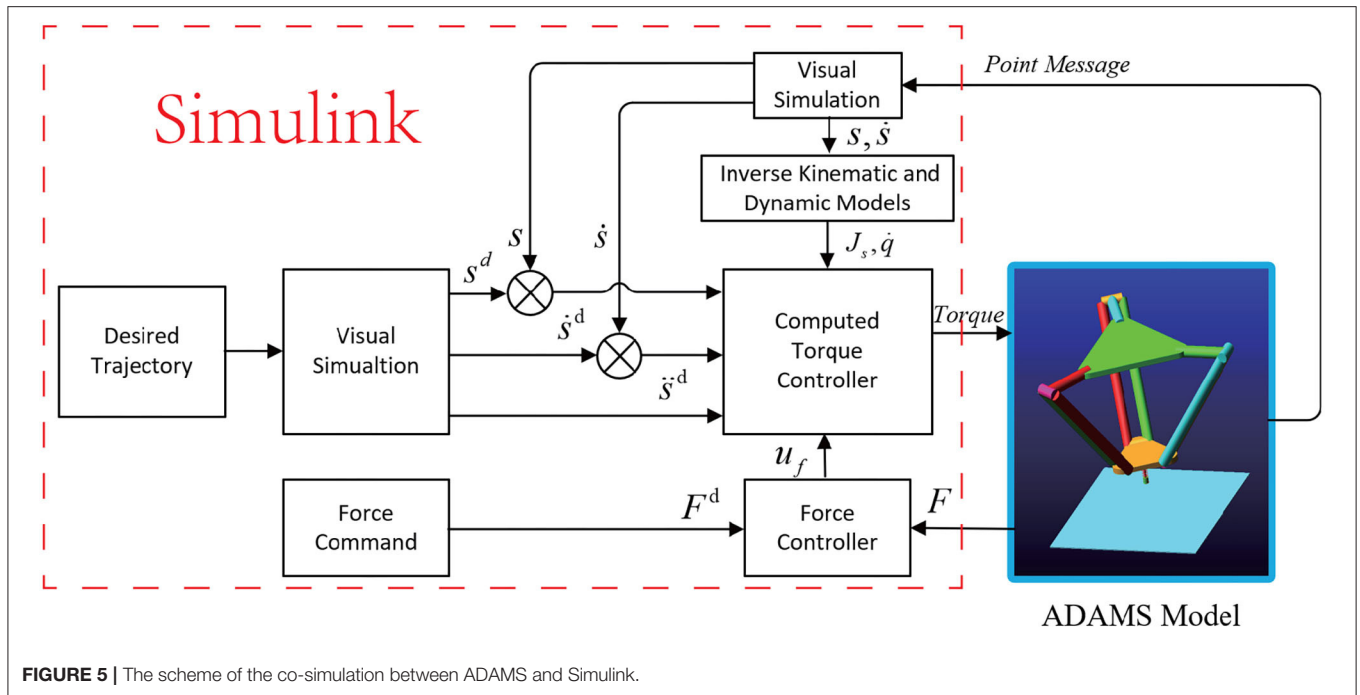 Simulink
Visual
Simulation
Point Message
s, ṡ
Inverse Kinematic and
Dynamic Models
J_s, q̇
s
ṡ
s^d
ṡ^d
s̈^d
Desired
Trajectory
Visual
Simualtion
Computed
Torque
Controller
Torque
u_f
Force
Command
F^d
Force
Controller
F
ADAMS Model
FIGURE 5 | The scheme of the co-simulation between ADAMS and Simulink.